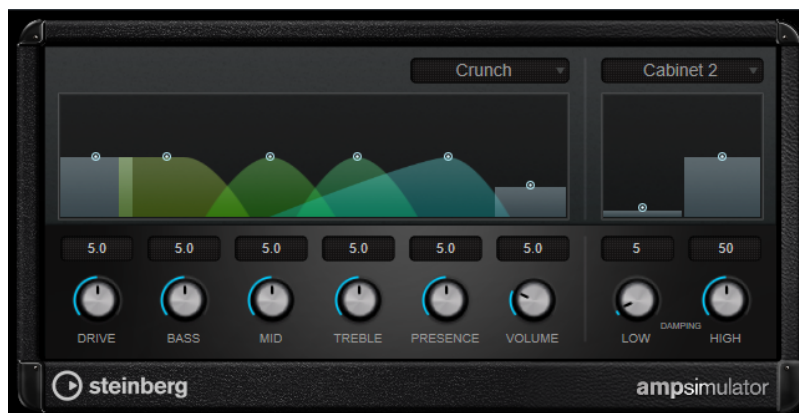 Crunch
Cabinet 2
5.0 5.0 5.0 5.0 5.0 5.0 5 50
DRIVE BASS MID TREBLE PRESENCE VOLUME LOW DAMPING HIGH
steinberg
ampsimulator